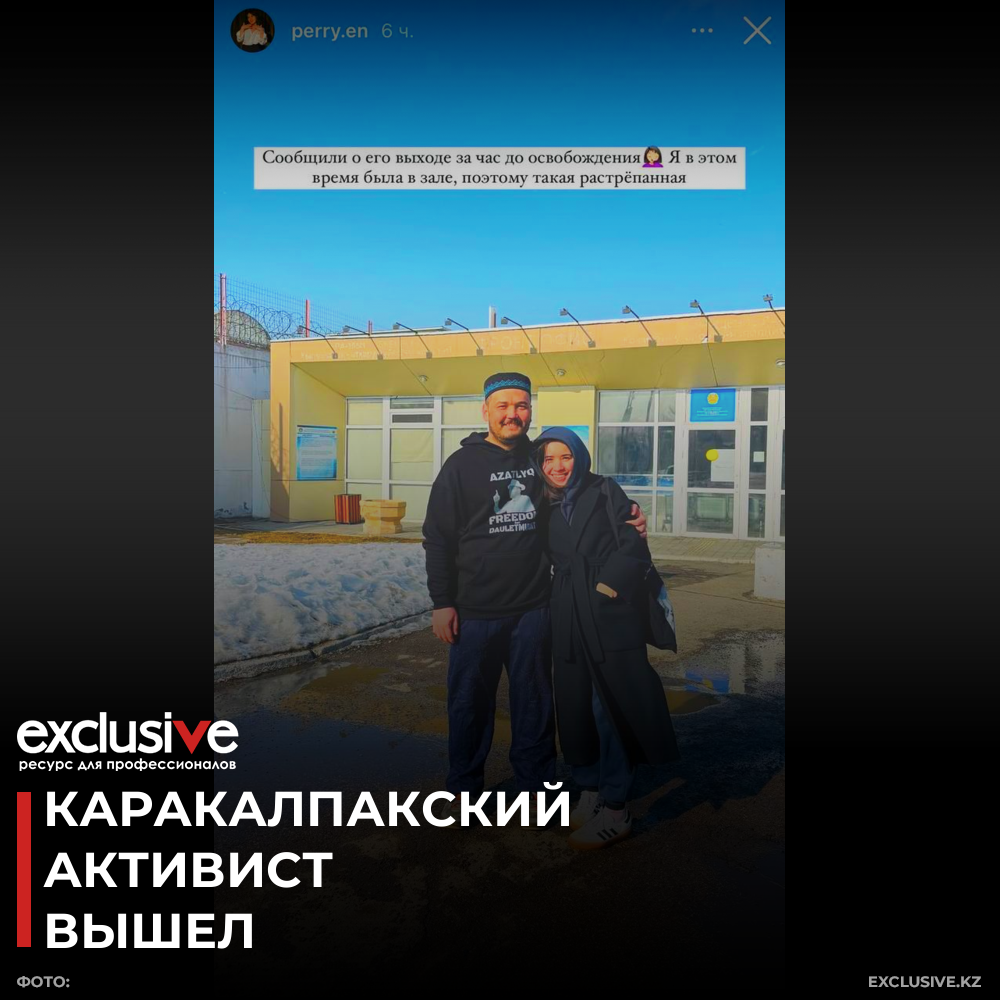 perry.en 6 ч.
Сообщили о его выходе за час до освобождения🤦🏻‍♀️ Я в этом
время была в зале, поэтому такая растрёпанная
AZATLYQ
FREEDOM
exclusive
ресурс для профессионалов
КАРАКАЛПАКСКИЙ
АКТИВИСТ
ВЫШЕЛ
ФОТО:
EXCLUSIVE.KZ